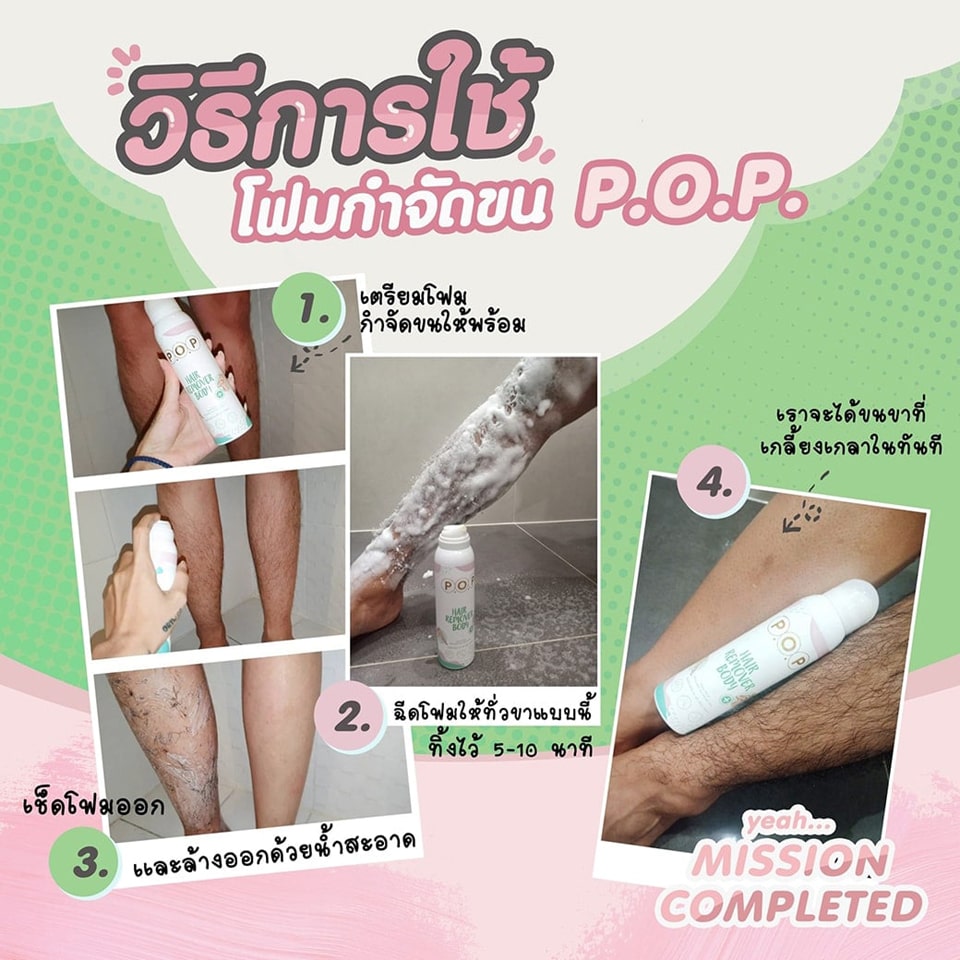 วิธีการใช้
โฟมกำจัดขน P.O.P.
1.
เตรียมโฟม
กำจัดขนให้พร้อม
P.O.P
HAIR
REMOVER
BODY
P.O.P
HAIR
REMOVER
BODY
2.
ฉีดโฟมให้ทั่วขาแบบนี้
ทิ้งไว้ 5-10 นาที
เช็ดโฟมออก
3.
และล้างออกด้วยน้ำสะอาด
เราจะได้ขนขาที่
เกลี้ยงเกลาในทันที
4.
P.O.P
HAIR
REMOVER
BODY
yeah...
MISSION
COMPLETED